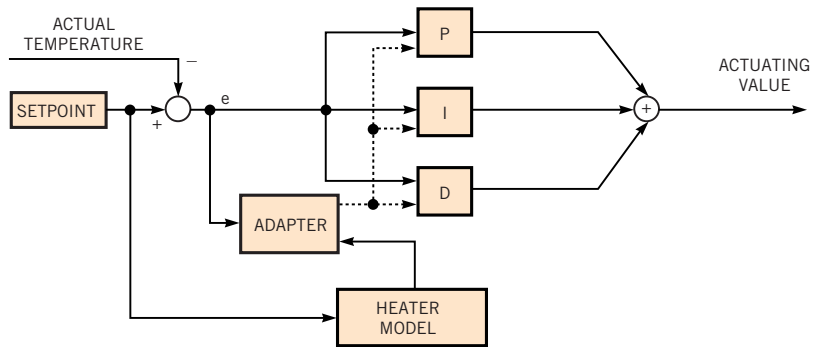 ACTUAL
TEMPERATURE
−
SETPOINT
+
e
P
I
D
+
ACTUATING
VALUE
ADAPTER
HEATER
MODEL